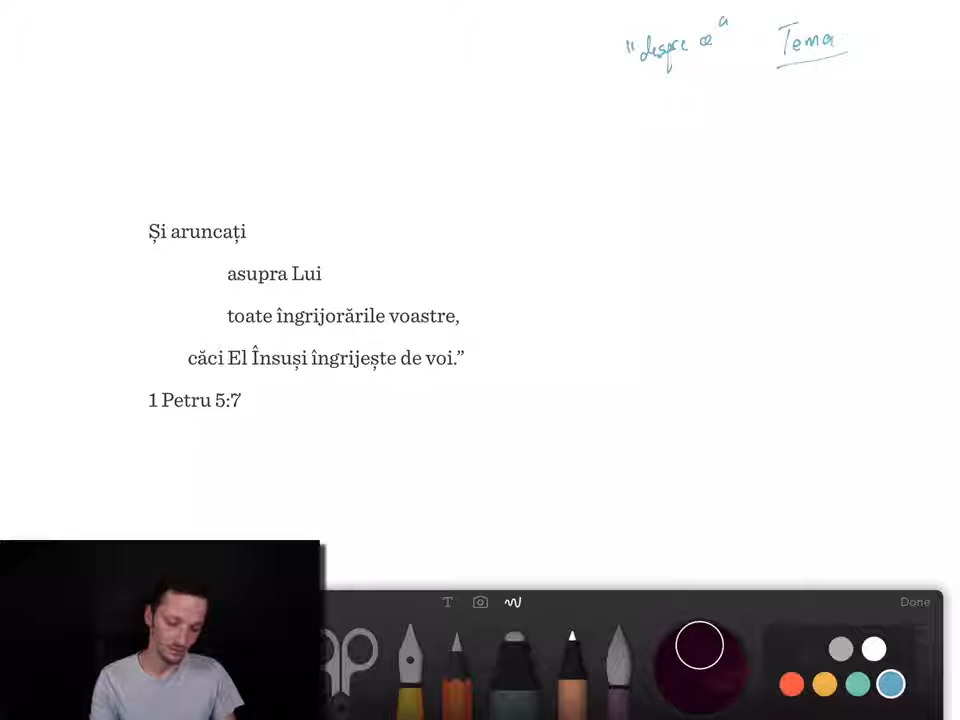 "despre ce" Tema
Și aruncați
asupra Lui
toate îngrijorările voastre,
căci El Însuși îngrijește de voi.”
1 Petru 5:7
T Done